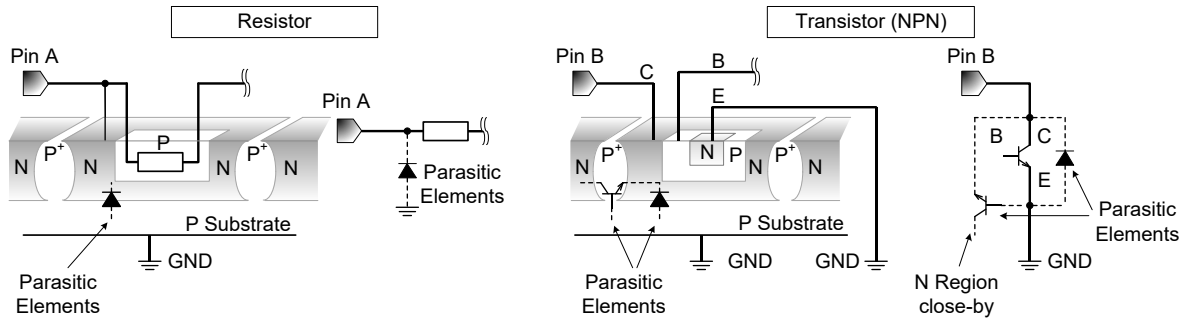 Resistor
Transistor (NPN)
Pin A
Pin B
C
B
E
Pin B
Pin A
N
P+
N
P
P+
N
Parasitic
Elements
P Substrate
GND
Parasitic
Elements
N
P+
N
N
P
P+
N
P Substrate
GND
GND
Parasitic
Elements
B
C
E
Parasitic
Elements
GND
N Region
close-by